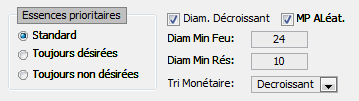 Essences prioritaires
Standard
Toujours désirées
Toujours non désirées
Diam. Décroissant
MP ALéat.
Diam Min Feu: 24
Diam Min Rés: 10
Tri Monétaire: Decroissant